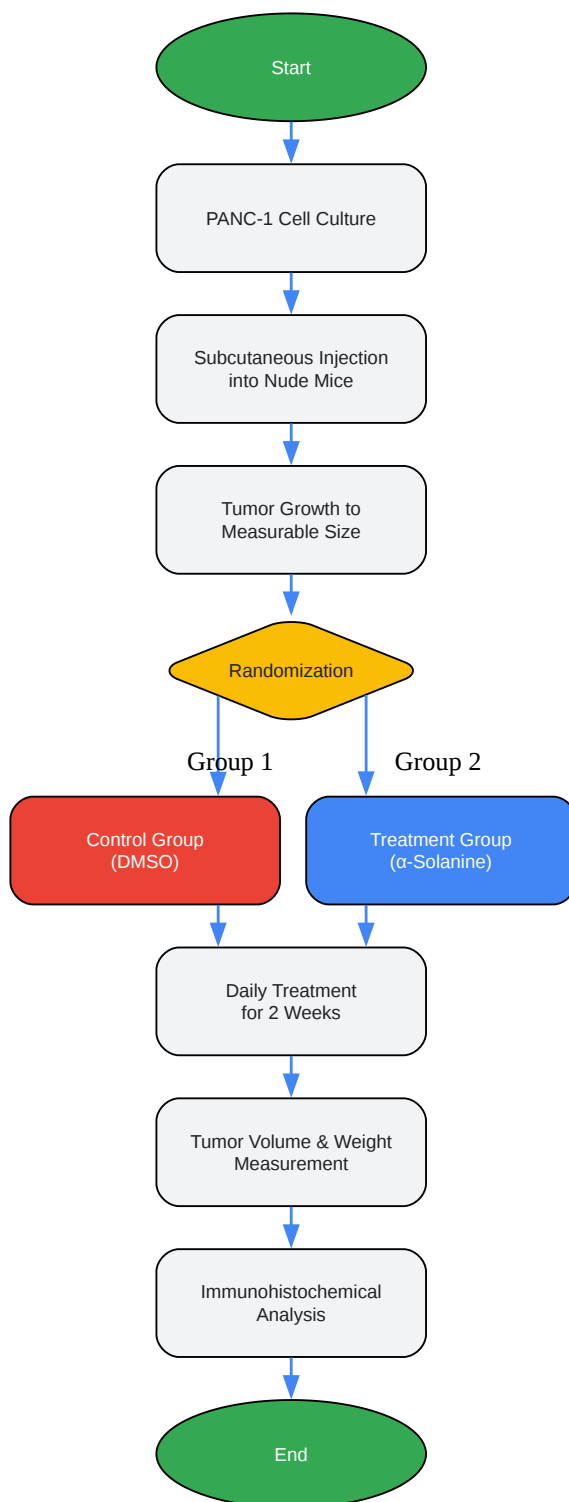 Start
PANC-1 Cell Culture
Subcutaneous Injection
into Nude Mice
Tumor Growth to
Measurable Size
Randomization
Group 1
Group 2
Control Group
(DMSO)
Treatment Group
(α-Solanine)
Daily Treatment
for 2 Weeks
Tumor Volume & Weight
Measurement
Immunohistochemical
Analysis
End